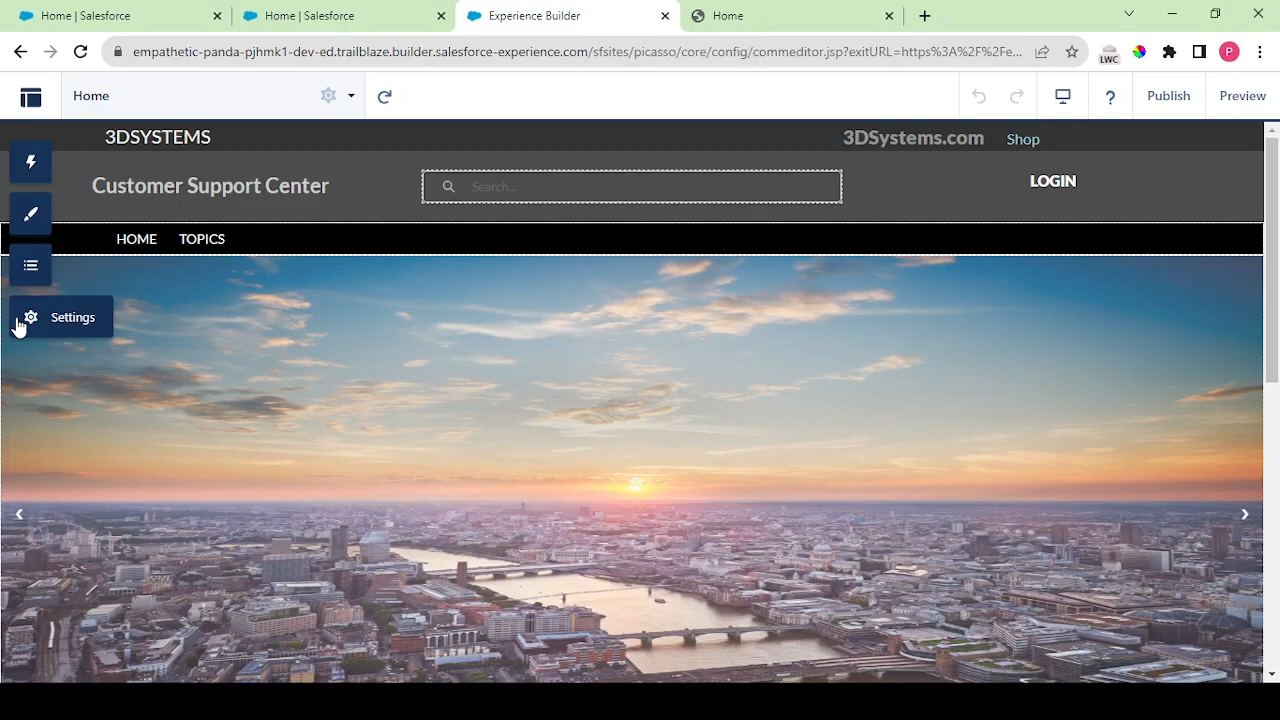 Home | Salesforce
Home | Salesforce
Experience Builder
Home
empathetic-panda-pjhmk1-dev-ed.trailblaze.builder.salesforce-experience.com/sfsites/picasso/core/config/commeditor.jsp?exitURL=https%3A%2F%2Fe...
LWC
P
Home
?
Publish
Preview
3DSYSTEMS
3DSystems.com
Shop
Customer Support Center
Search...
LOGIN
HOME
TOPICS
Settings